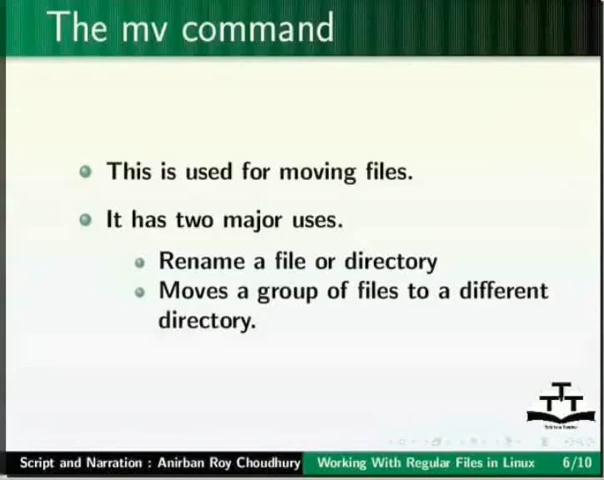 The mv command
This is used for moving files.
It has two major uses.
Rename a file or directory
Moves a group of files to a different
directory.
TTT
Script and Narration : Anirban Roy Choudhury Working With Regular Files in Linux 6/10